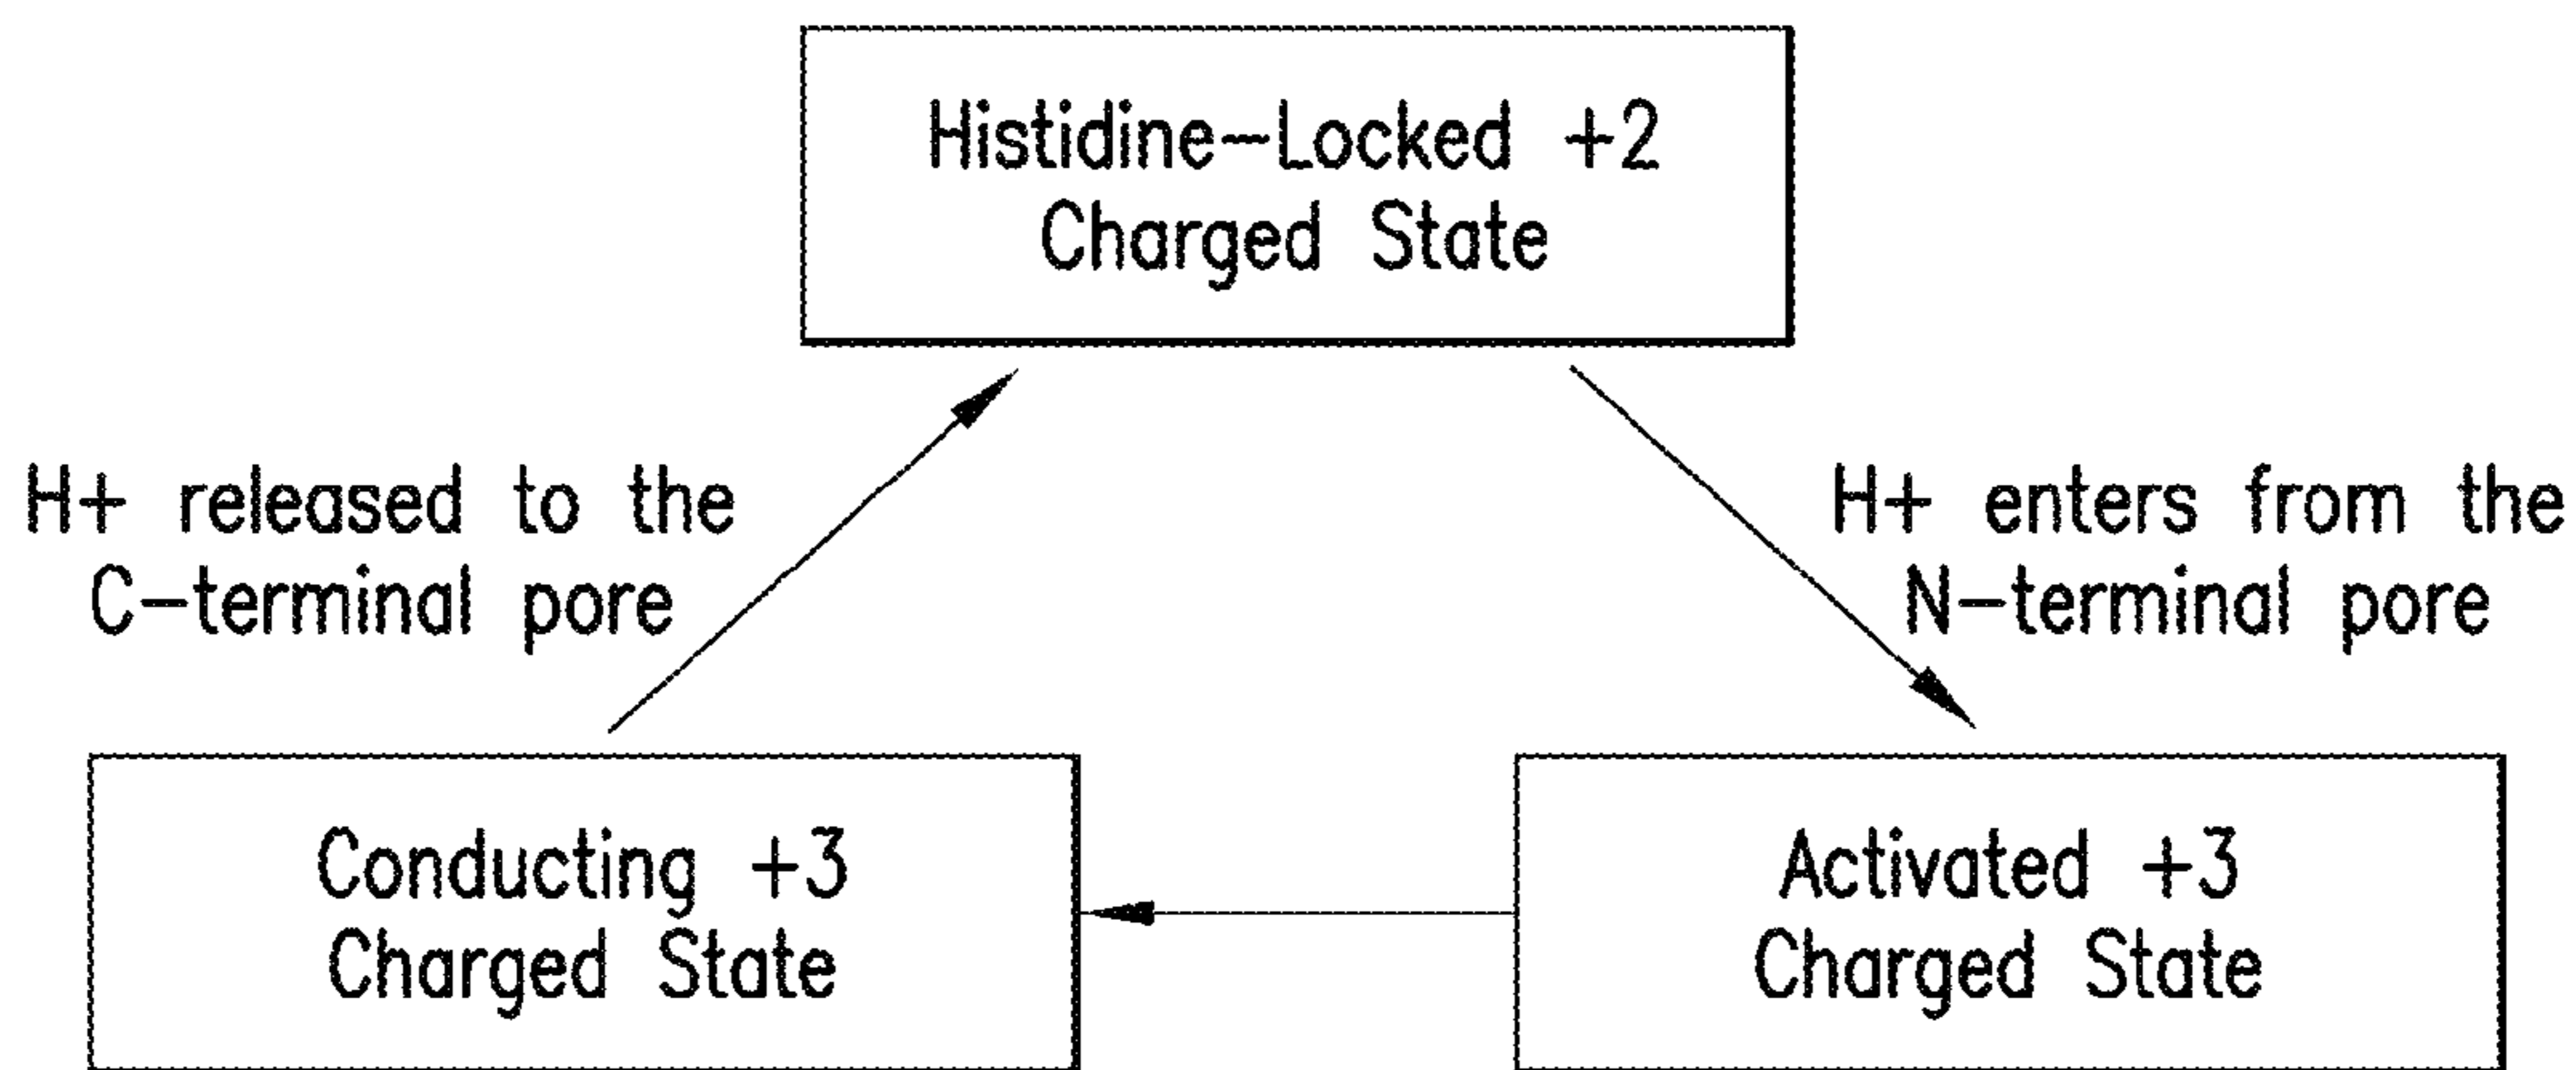 Histidine-Locked +2
Charged State
H+ released to the
C-terminal pore
H+ enters from the
N-terminal pore
Conducting +3
Charged State
Activated +3
Charged State